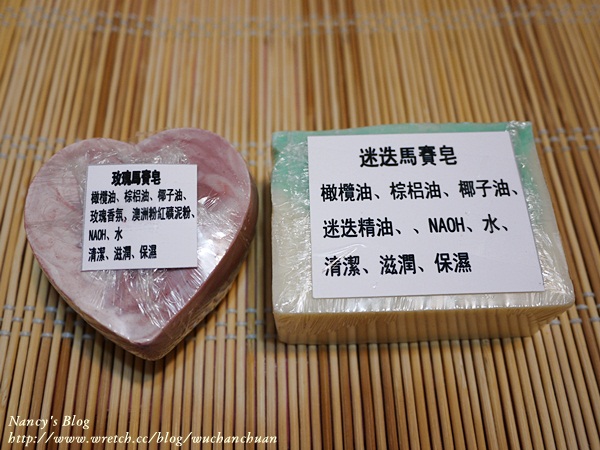 玫瑰馬賽皂
橄欖油、棕梠油、椰子油、
玫瑰香氛，澳洲粉紅礦泥粉、
NAOH、水
清潔、滋潤、保濕
迷迭馬賽皂
橄欖油、棕梠油、椰子油、
迷迭精油、、NAOH、水、
清潔、滋潤、保濕
Nancy's Blog
http://www.wretch.cc/blog/wuchanchuan